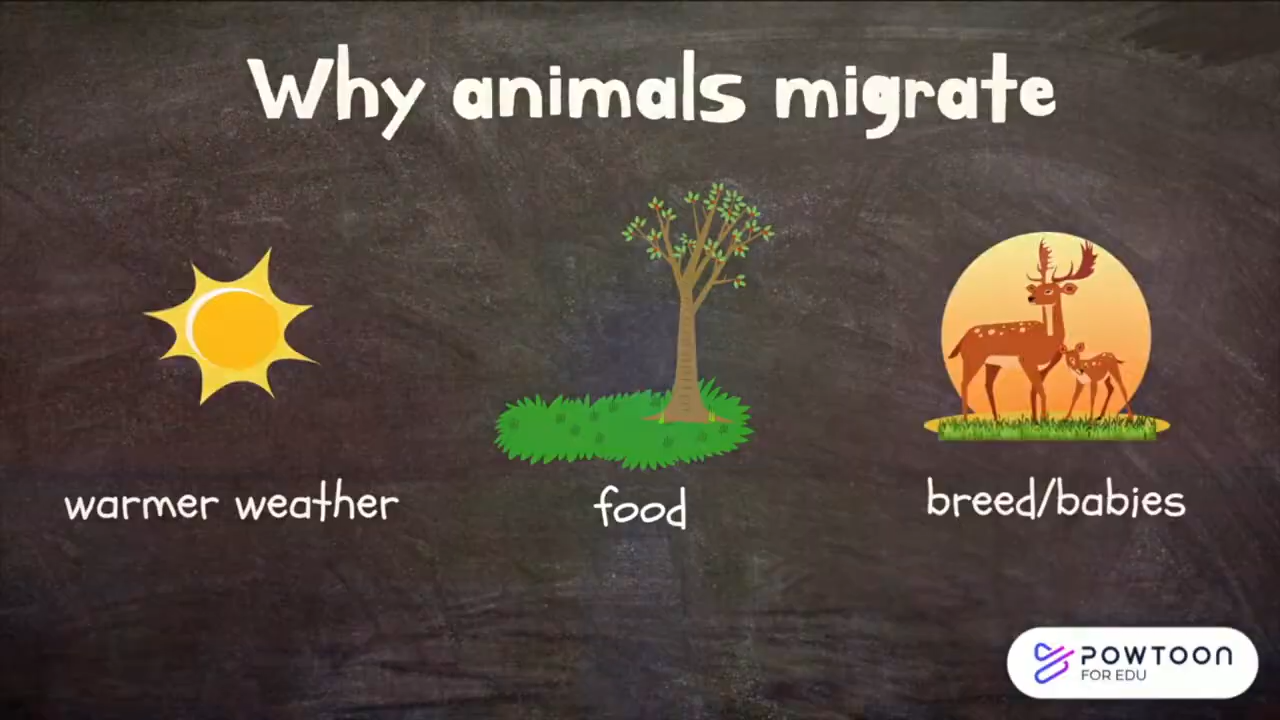 Why animals migrate
warmer weather
food
breed/babies
POWTOON
FOR EDU